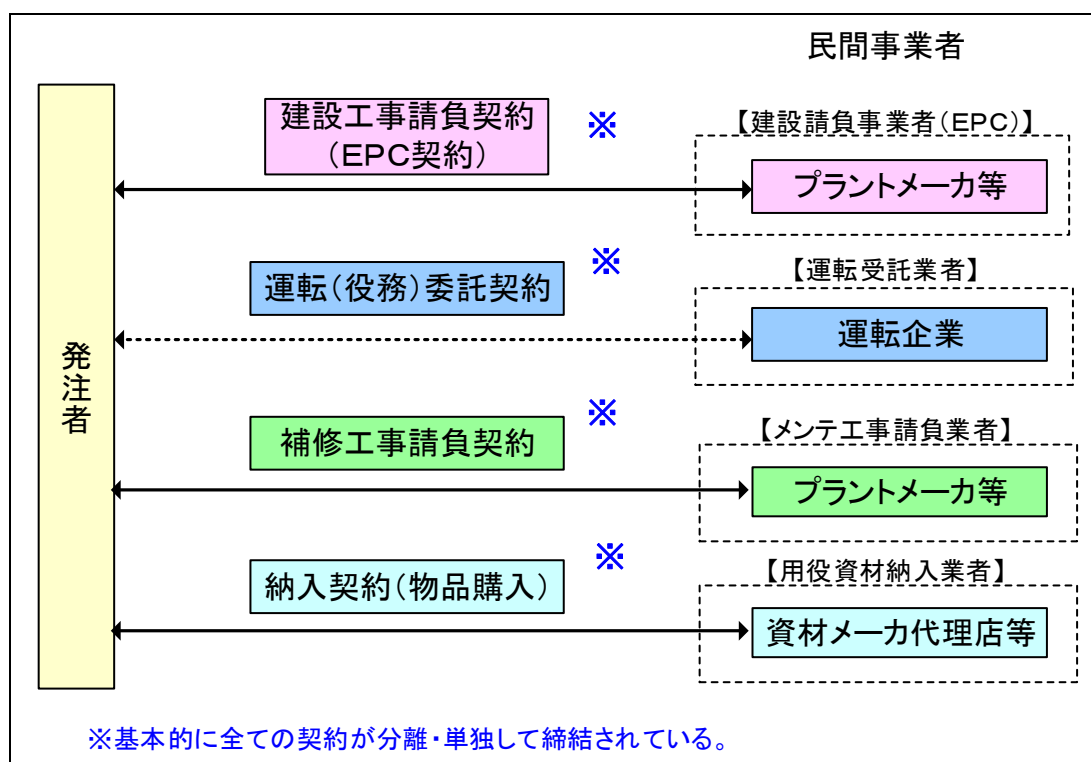 民間事業者
発注者
建設工事請負契約
(EPC契約)
※
【建設請負事業者(EPC)】
プラントメーカ等
運転(役務)委託契約
※
【運転受託業者】
運転企業
補修工事請負契約
※
【メンテ工事請負業者】
プラントメーカ等
納入契約(物品購入)
※
【用役資材納入業者】
資材メーカ代理店等
※基本的に全ての契約が分離・単独して締結されている。